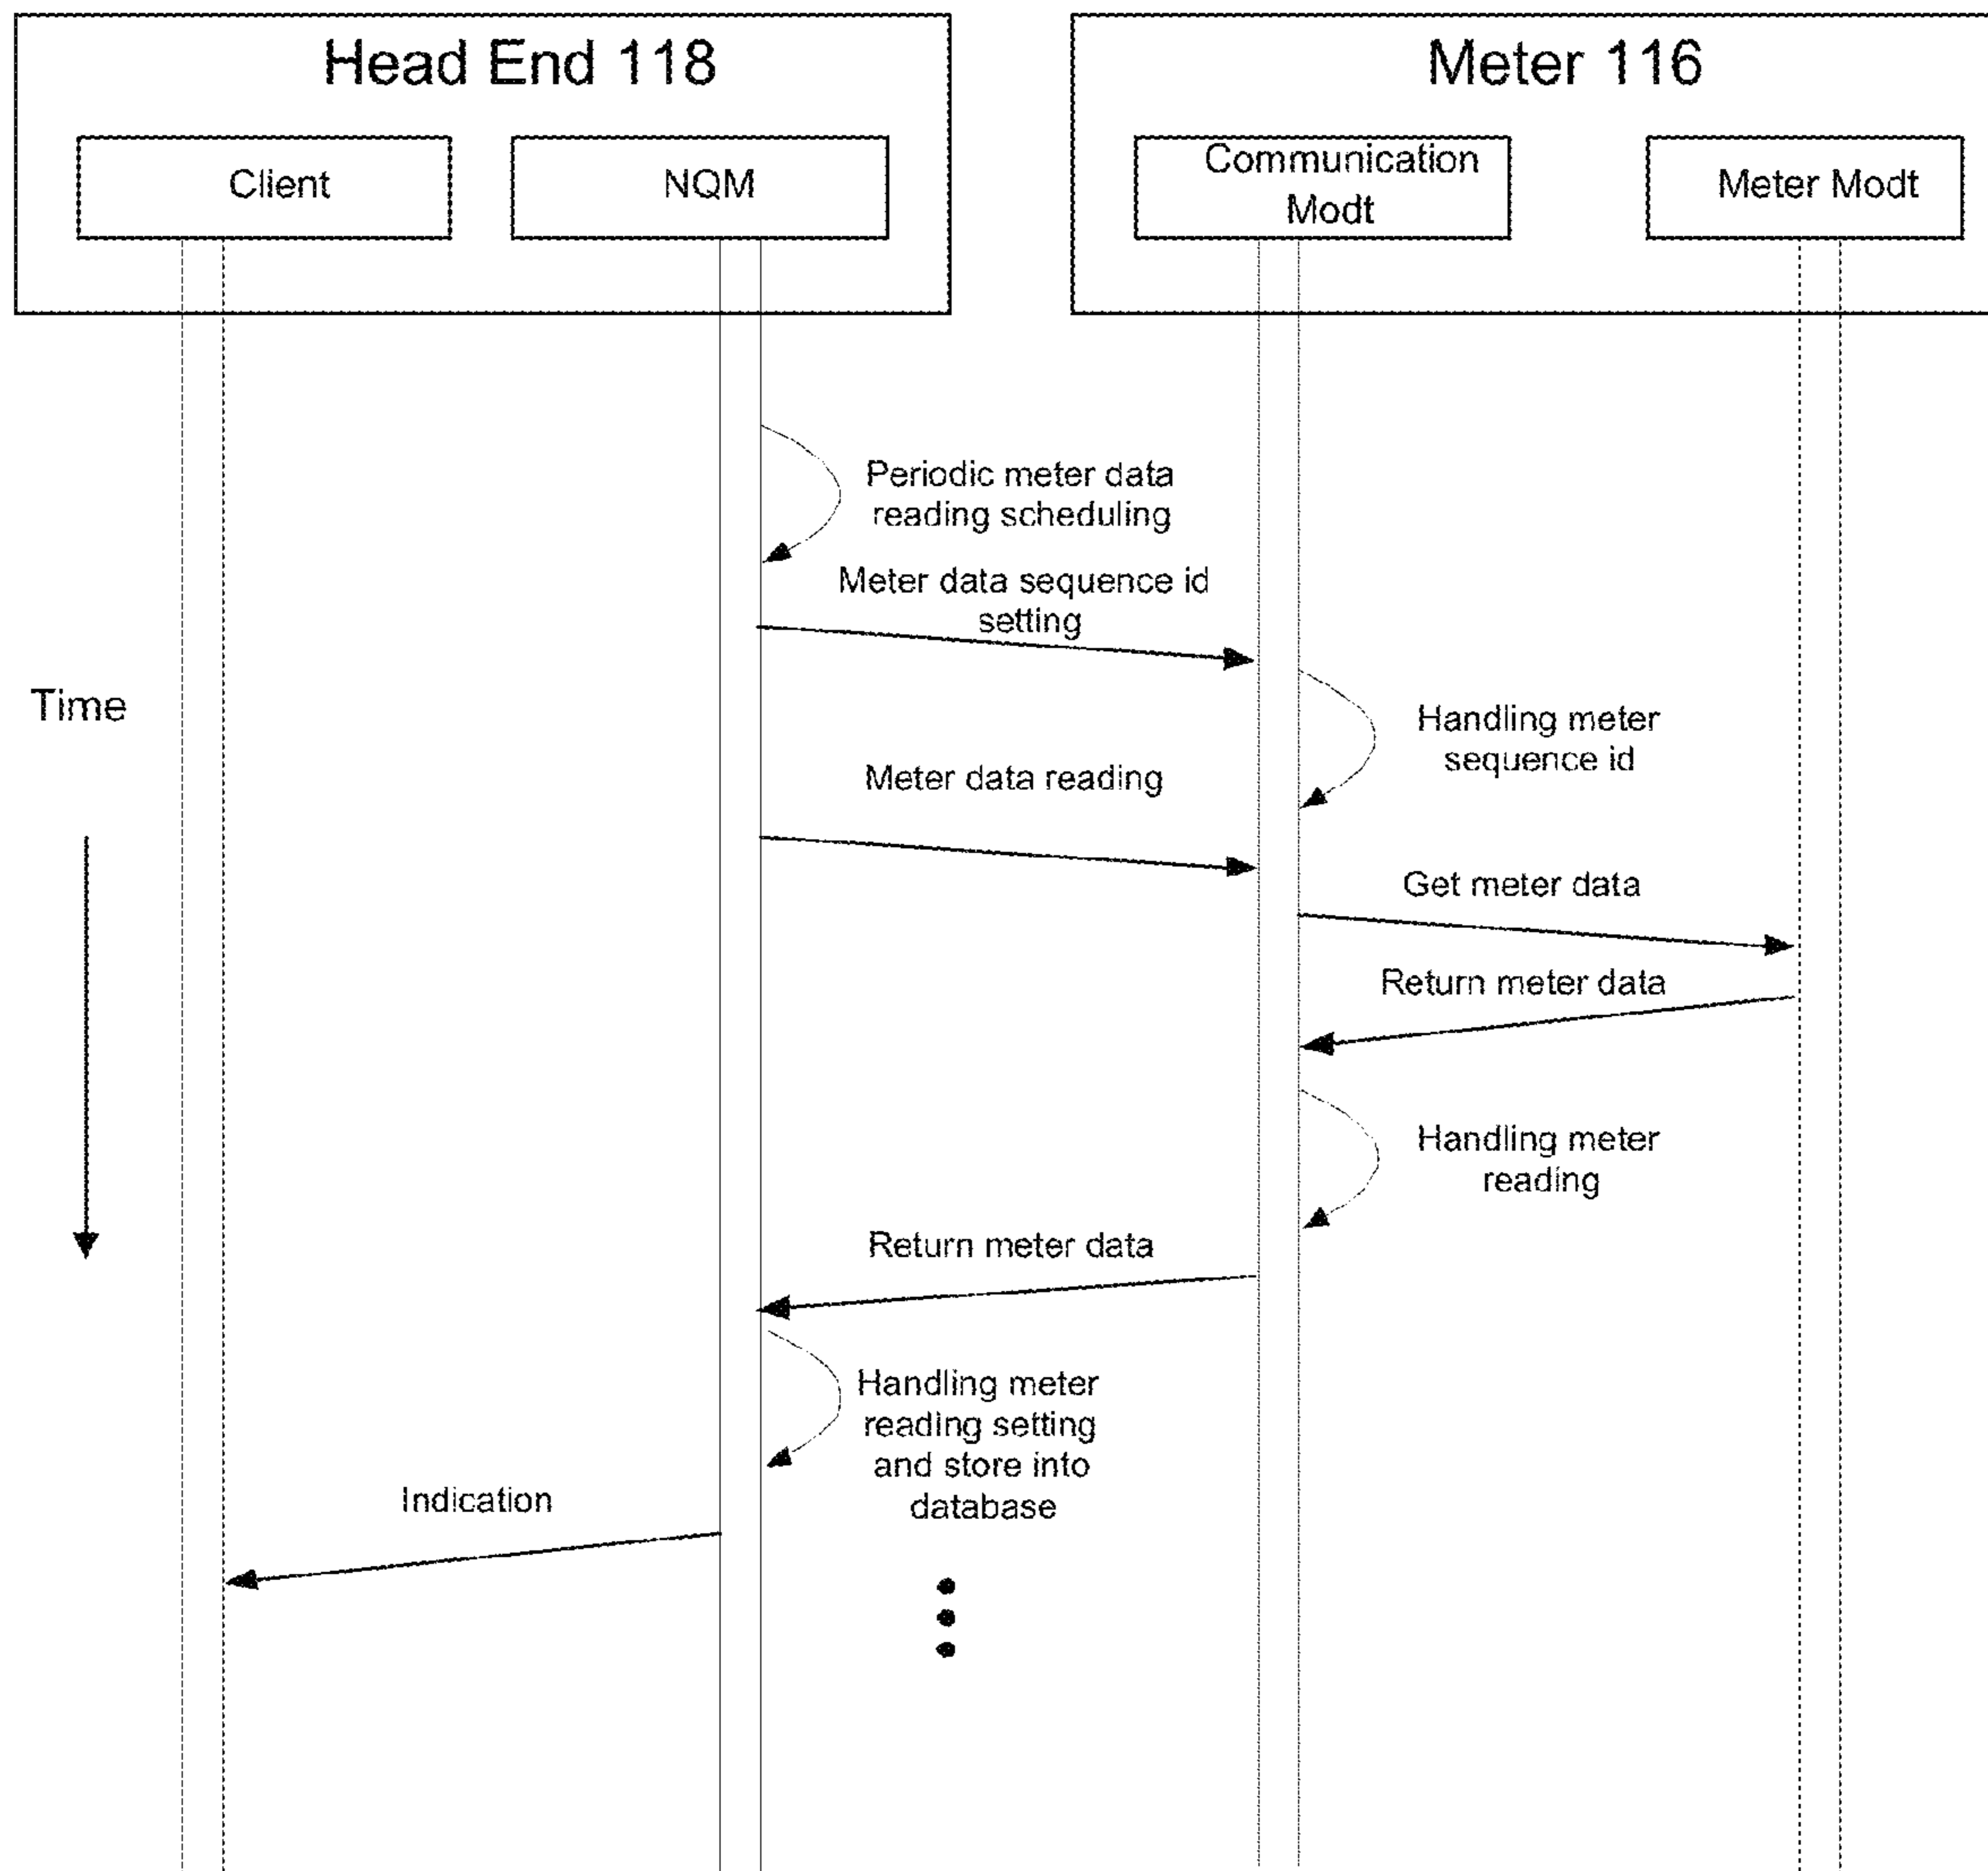 Head End 118
Meter 116
Client
NQM
Communication
Modt
Meter Modt
Periodic meter data
reading scheduling
Meter data sequence id
setting
Time
Handling meter
sequence id
Meter data reading
Get meter data
Return meter data
Handling meter
reading
Return meter data
Handling meter
reading setting
and store into
database
Indication